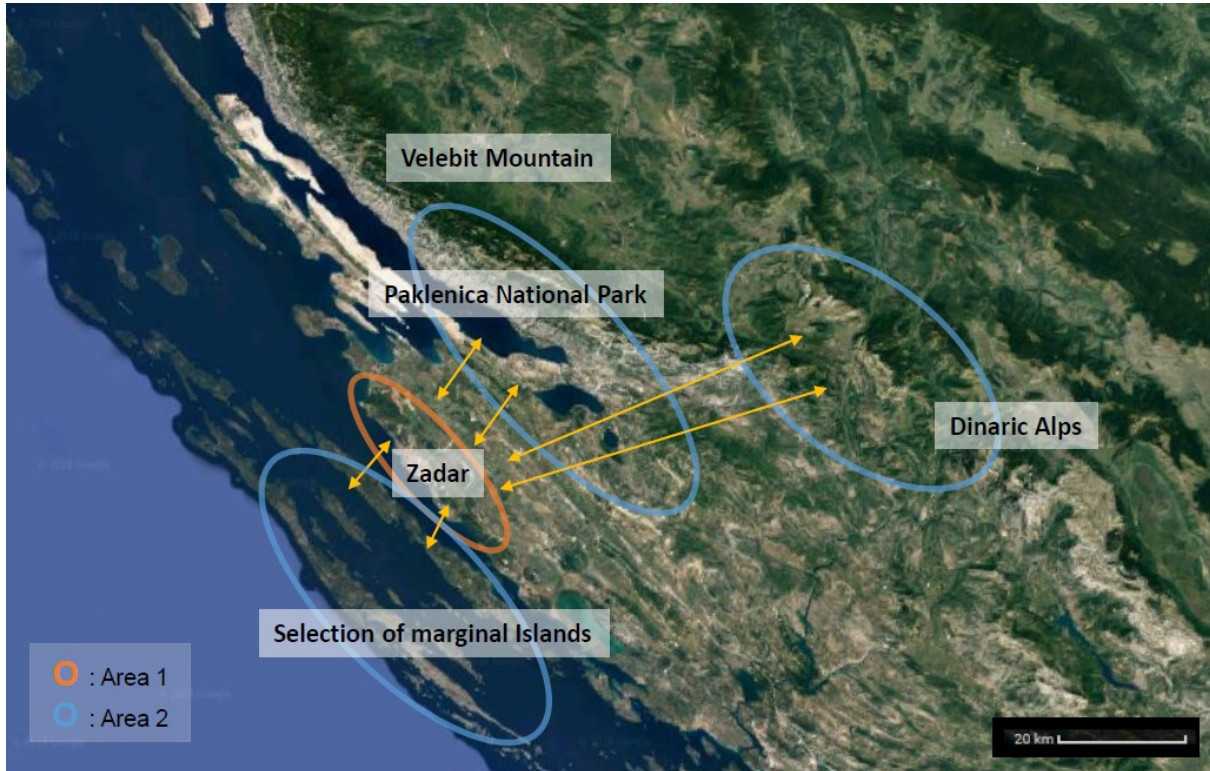 Velebit Mountain
Paklenica National Park
Dinaric Alps
Zadar
Selection of marginal Islands
: Area 1
: Area 2
20 km